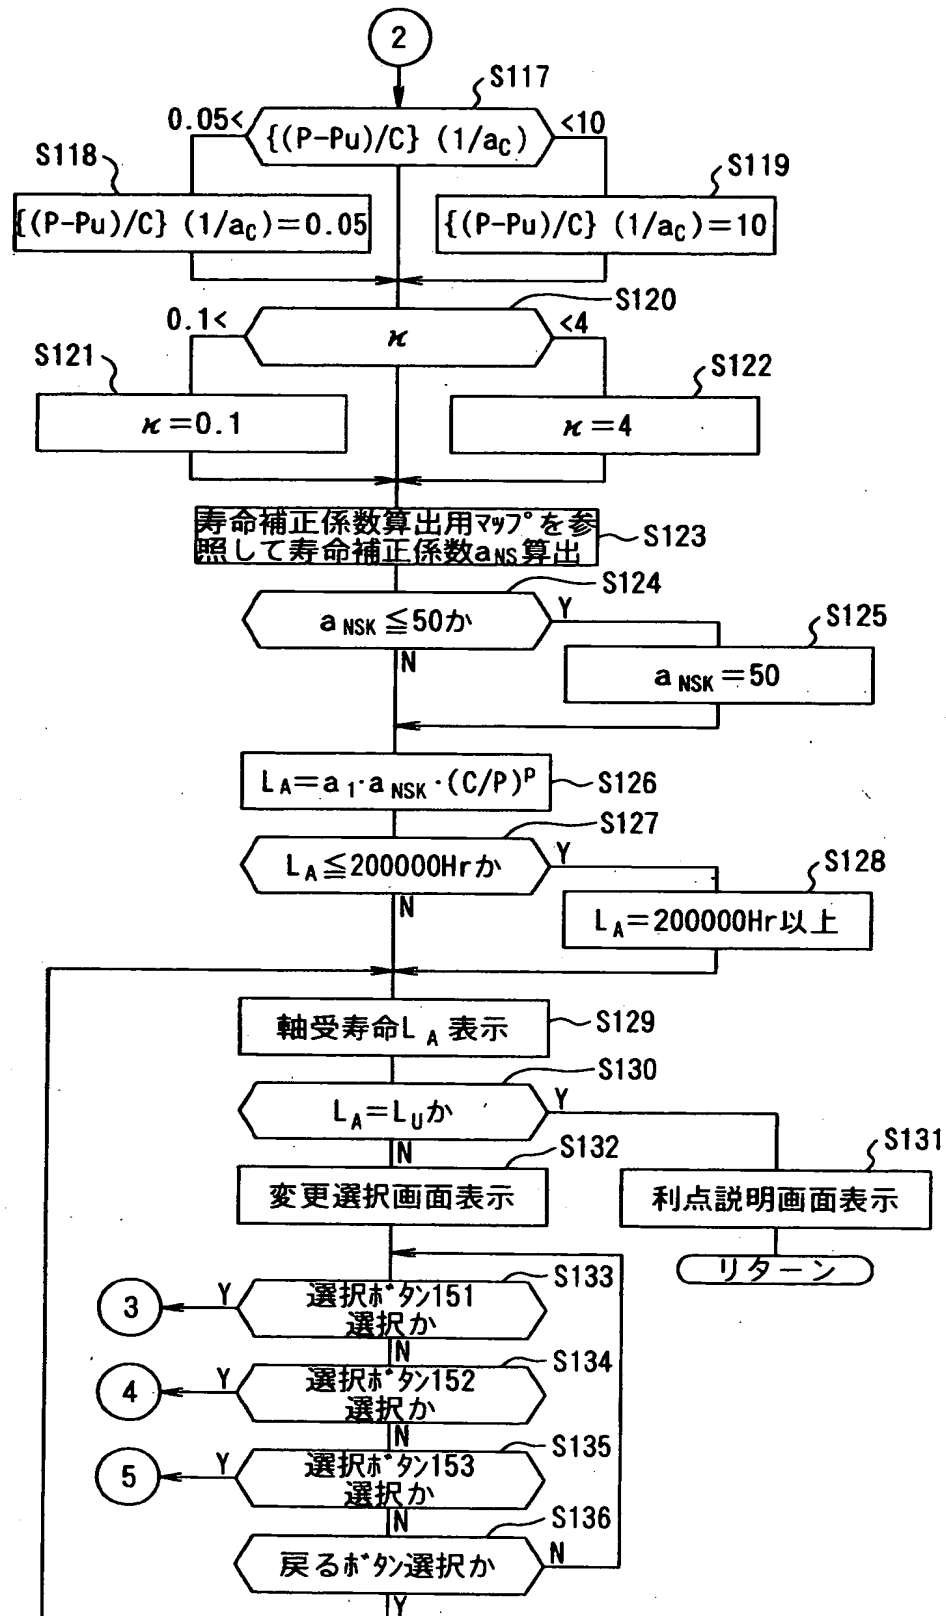 2
S117
0.05<
{(P-Pu)/C} (1/aC)
<10
S118
S119
{(P-Pu)/C} (1/aC)=0.05
{(P-Pu)/C} (1/aC)=10
S120
0.1<
κ
<4
S121
S122
κ=0.1
κ=4
寿命補正係数算出用マップを参
照して寿命補正係数aNS算出
S123
S124
aNSK≦50か
Y
S125
N
aNSK=50
LA=a1·aNSK·(C/P)p
S126
S127
LA≦200000Hrか
Y
S128
N
LA=200000Hr以上
軸受寿命LA表示
S129
S130
LA=LUか
Y
S131
N
S132
変更選択画面表示
利点説明画面表示
リターン
S133
3
Y
選択ボタン151
選択か
N
S134
4
Y
選択ボタン152
選択か
N
S135
5
Y
選択ボタン153
選択か
N
S136
戻るボタン選択か
N
Y